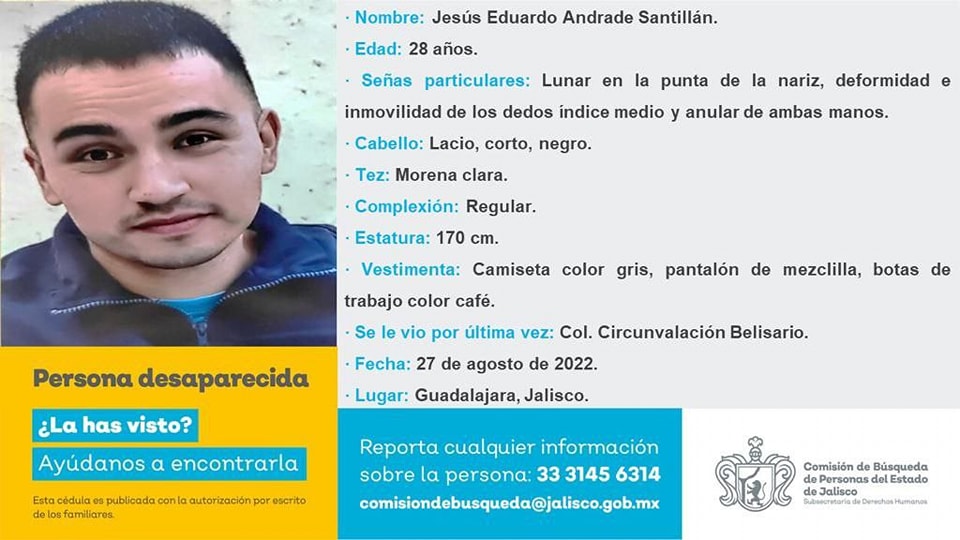 · Nombre: Jesús Eduardo Andrade Santillán.
· Edad: 28 años.
· Señas particulares: Lunar en la punta de la nariz, deformidad e
inmovilidad de los dedos índice medio y anular de ambas manos.
· Cabello: Lacio, corto, negro.
· Tez: Morena clara.
· Complexión: Regular.
· Estatura: 170 cm.
· Vestimenta: Camiseta color gris, pantalón de mezclilla, botas de
trabajo color café.
· Se le vio por última vez: Col. Circunvalación Belisario.
· Fecha: 27 de agosto de 2022.
· Lugar: Guadalajara, Jalisco.
Persona desaparecida
¿La has visto?
Ayúdanos a encontrarla
Esta cédula es publicada con la autorización por escrito
de los familiares.
Reporta cualquier información
sobre la persona: 33 3145 6314
comisiondebusqueda@jalisco.gob.mx
Comisión de Búsqueda
de Personas del Estado
de Jalisco
Subsecretaría de Derechos Humanos